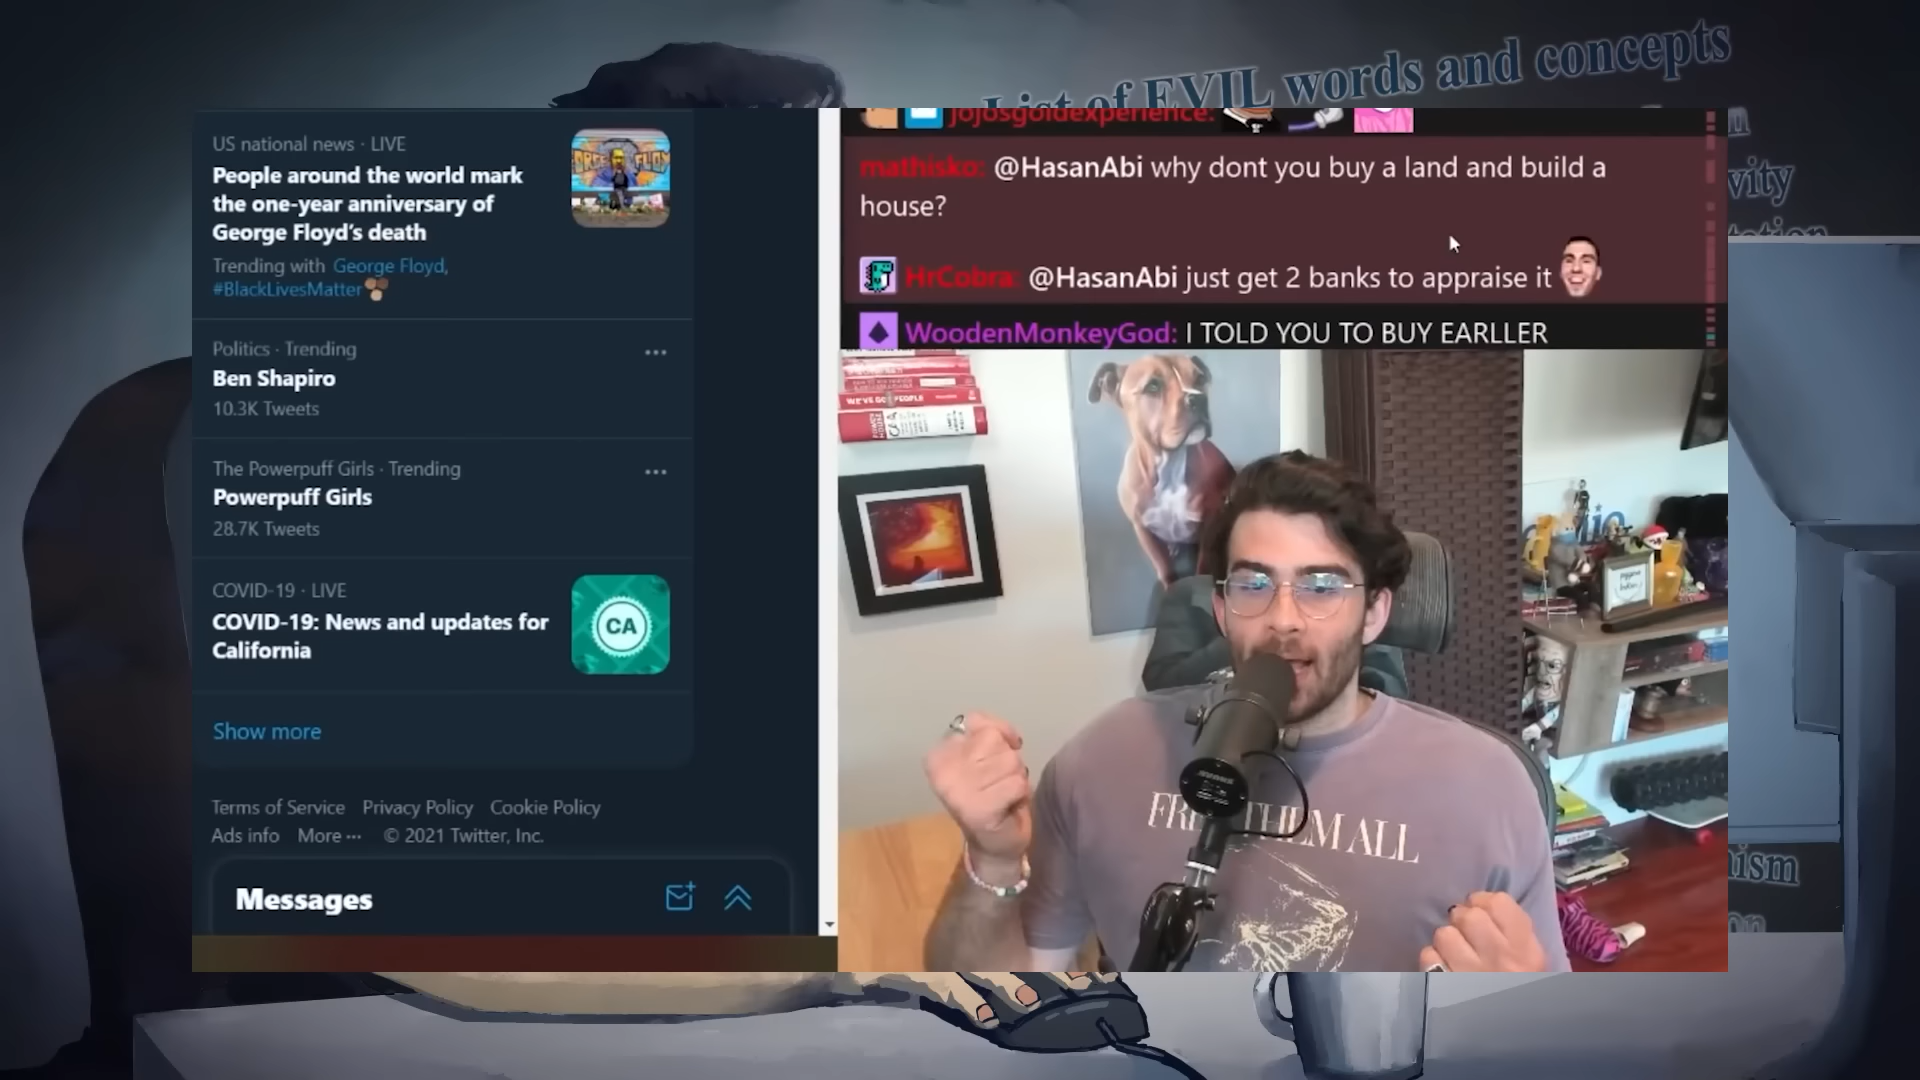 List of EVIL words and concepts
US national news · LIVE
People around the world mark
the one-year anniversary of
George Floyd's death
Trending with George Floyd,
#BlackLivesMatter
Politics · Trending
Ben Shapiro
10.3K Tweets
The Powerpuff Girls · Trending
Powerpuff Girls
28.7K Tweets
COVID-19 · LIVE
COVID-19: News and updates for
California
CA
Show more
Terms of Service Privacy Policy Cookie Policy
Ads info More ··· © 2021 Twitter, Inc.
Messages
jojosgoldexperience:
mathisko: @HasanAbi why dont you buy a land and build a
house?
HrCobra: @HasanAbi just get 2 banks to appraise it
WoodenMonkeyGod: I TOLD YOU TO BUY EARLLER
WE'VE GOT PEOPLE
FREE THEM ALL